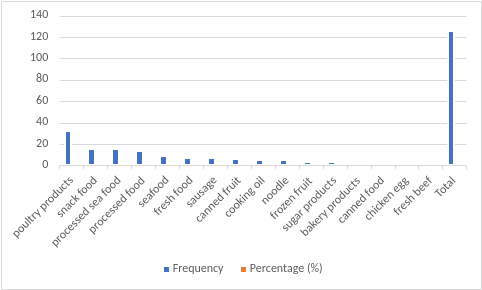 140
120
100
80
60
40
20
0
poultry products
snack food
processed sea food
processed food
seafood
fresh food
sausage
canned fruit
cooking oil
noodle
frozen fruit
sugar products
bakery products
canned food
chicken egg
fresh beef
Total
Frequency Percentage (%)